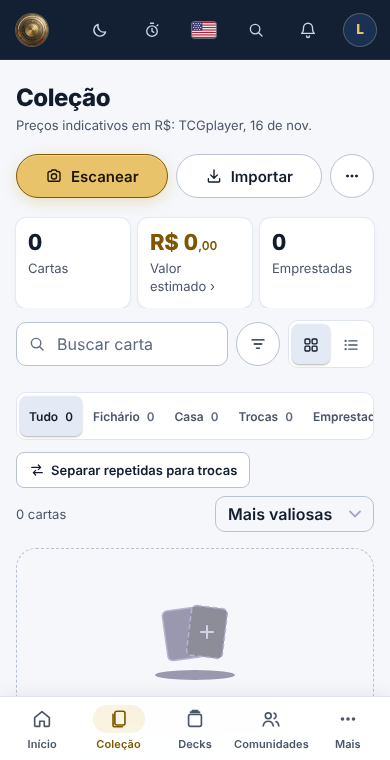 L
Coleção
Preços indicativos em R$: TCGplayer, 16 de nov.
Escanear
Importar
0
Cartas
R$ 0,00
Valor
estimado ›
0
Emprestadas
Buscar carta
Tudo 0
Fichário 0
Casa 0
Trocas 0
Emprestad
Separar repetidas para trocas
0 cartas
Mais valiosas
Início
Coleção
Decks
Comunidades
Mais